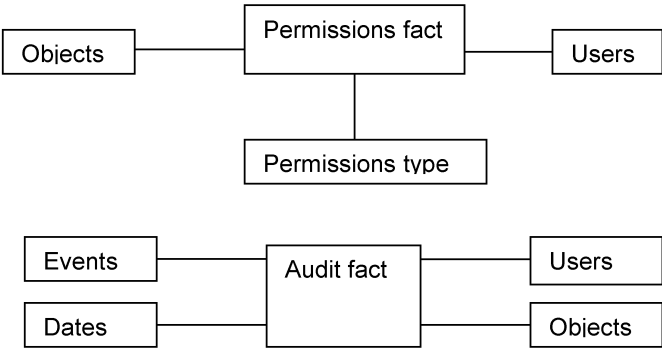 Permissions fact
Objects
Users
Permissions type
Events
Audit fact
Users
Dates
Objects